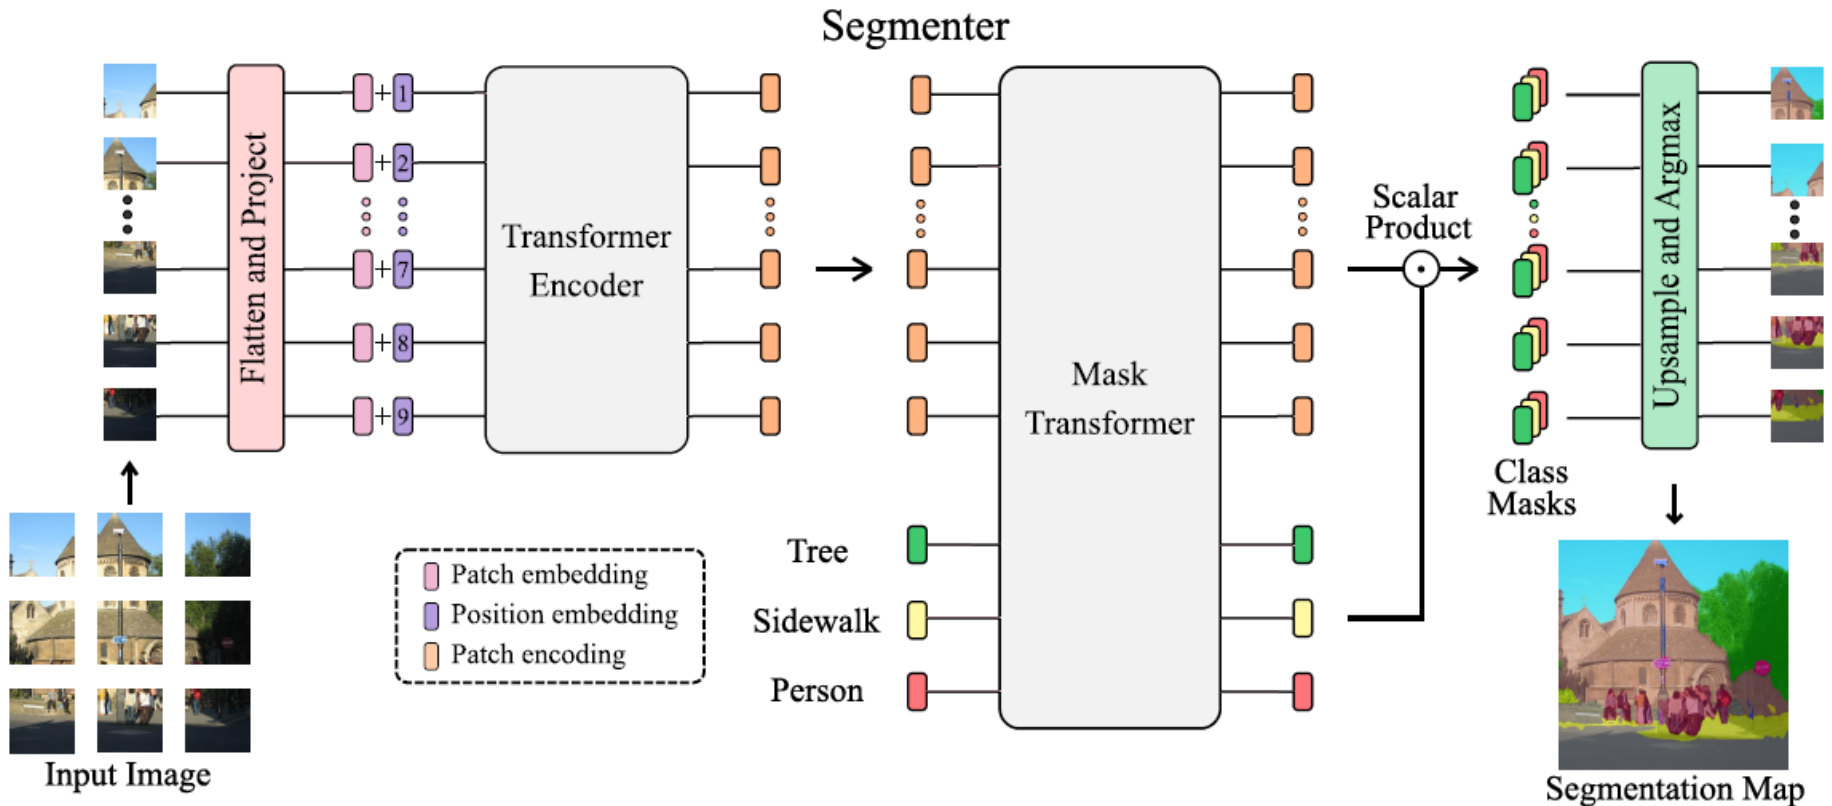 Segmenter
Flatten and Project
+ 1
+ 2
+ 7
+ 8
+ 9
Transformer
Encoder
Mask
Transformer
Scalar
Product
Upsample and Argmax
Class
Masks
Tree
Sidewalk
Person
Patch embedding
Position embedding
Patch encoding
Input Image
Segmentation Map